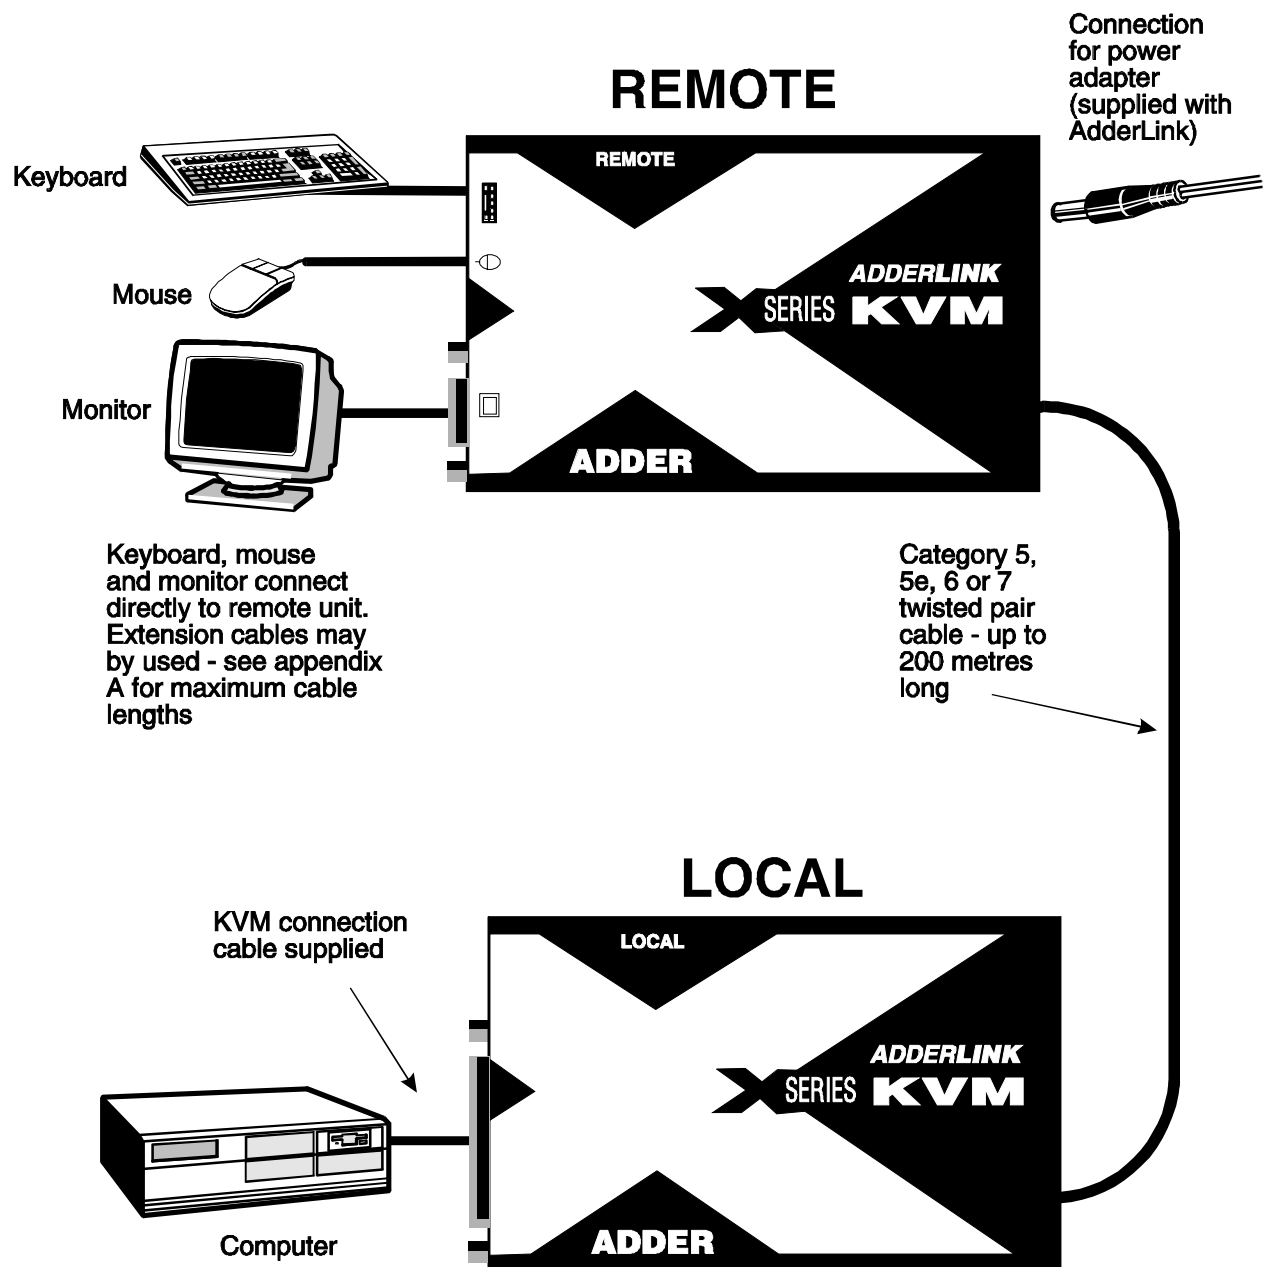 Connection
for power
adapter
(supplied with
AdderLink)
REMOTE
REMOTE
Keyboard
Mouse
Monitor
ADDERLINK
X SERIES KVM
ADDER
Keyboard, mouse
and monitor connect
directly to remote unit.
Extension cables may
by used - see appendix
A for maximum cable
lengths
Category 5,
5e, 6 or 7
twisted pair
cable - up to
200 metres
long
LOCAL
KVM connection
cable supplied
LOCAL
ADDERLINK
X SERIES KVM
ADDER
Computer